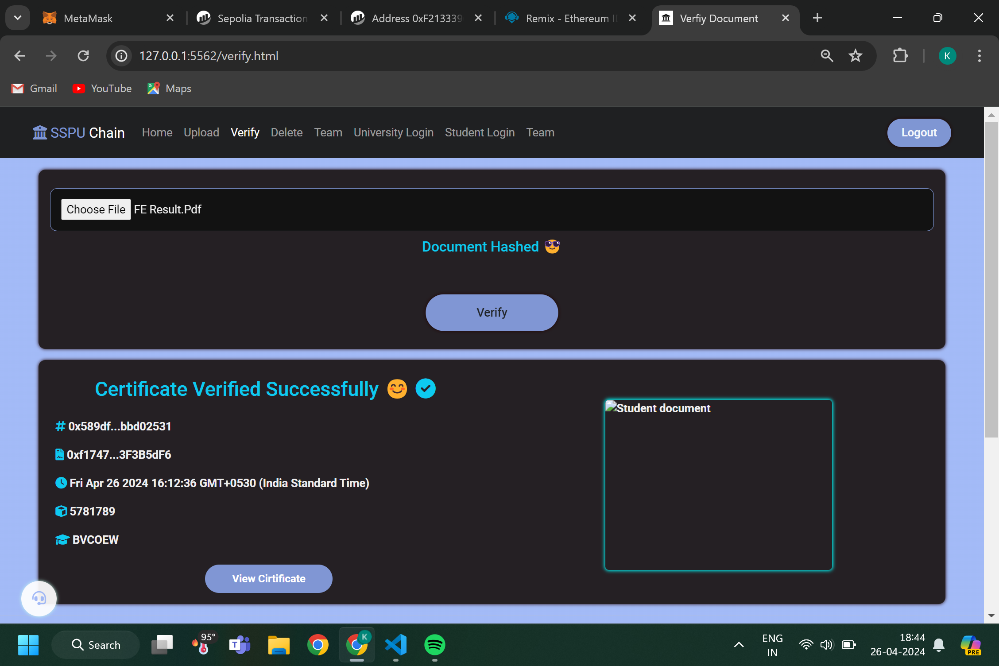 MetaMask
Sepolia Transaction
Address 0xF213339
Remix - Ethereum I
Verfiy Document
127.0.0.1:5562/verify.html
K
Gmail
YouTube
Maps
SSPU Chain
Home
Upload
Verify
Delete
Team
University Login
Student Login
Team
Logout
Choose File FE Result.Pdf
Document Hashed 😎
Verify
Certificate Verified Successfully 😊
Student document
# 0x589df...bbd02531
0xf1747...3F3B5dF6
Fri Apr 26 2024 16:12:36 GMT+0530 (India Standard Time)
5781789
BVCOEW
View Cirtificate
Search
95°
T
K
ENG
IN
18:44
26-04-2024
PRE